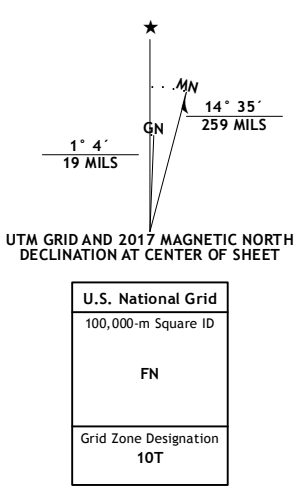 MN
GN
14° 35´
259 MILS
1° 4´
19 MILS
UTM GRID AND 2017 MAGNETIC NORTH
DECLINATION AT CENTER OF SHEET
U.S. National Grid
100,000-m Square ID
FN
Grid Zone Designation
10T